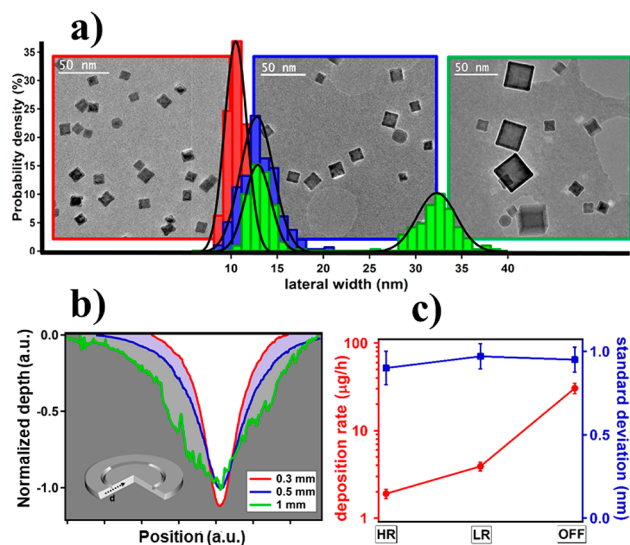 a)
Probability density (%)
35
30
25
20
15
10
5
0
50 nm
50 nm
50 nm
10
15
20
25
30
35
40
lateral width (nm)
b)
Normalized depth (a.u.)
0.0
-0.5
-1.0
d
0.3 mm
0.5 mm
1 mm
Position (a.u.)
c)
deposition rate (μg/h)
100
10
1
HR
LR
OFF
1.0
0.5
0.0
standard deviation (nm)